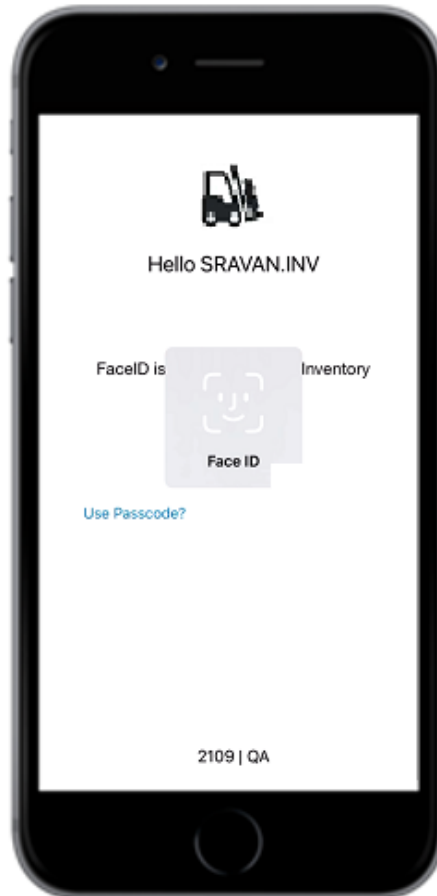 Hello SRAVAN.INV
FaceID is Inventory
Face ID
Use Passcode?
2109 | QA